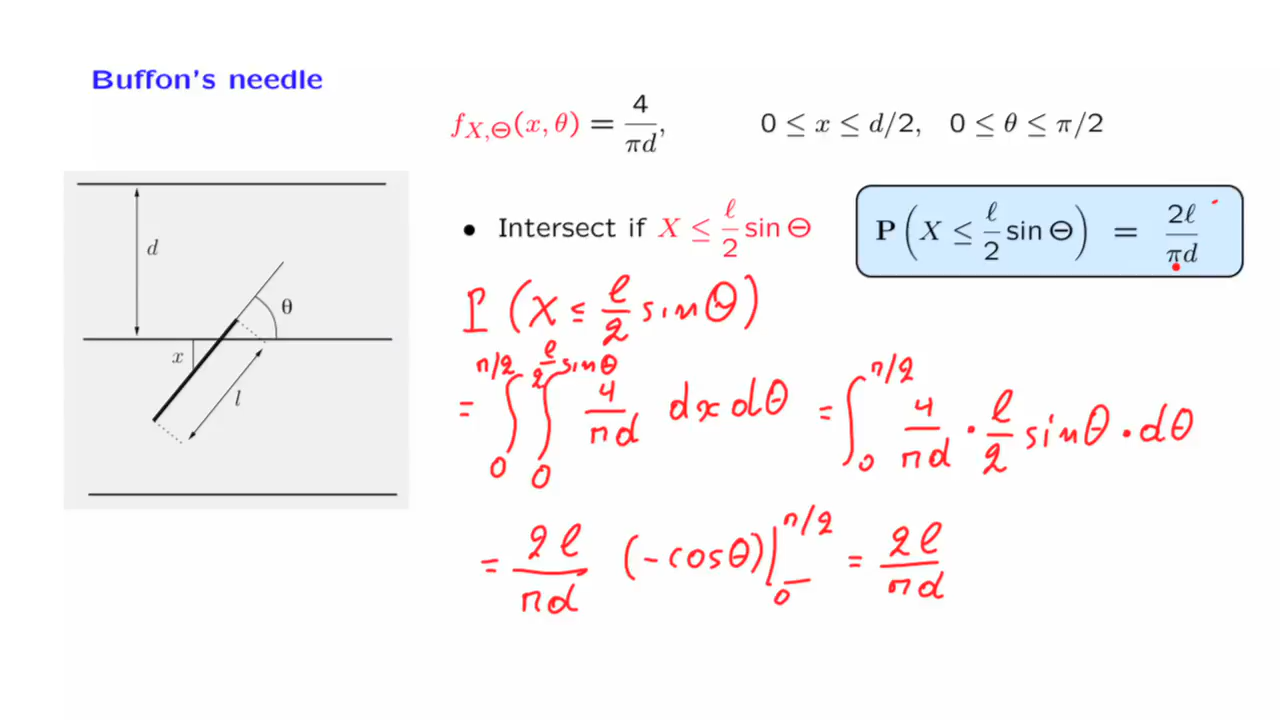 Buffon's needle
f_{X,Θ}(x, θ) = 4/πd, 0 ≤ x ≤ d/2, 0 ≤ θ ≤ π/2
• Intersect if X ≤ ℓ/2 sin Θ
P(X ≤ ℓ/2 sin Θ) = 2ℓ/πd
d
θ
x
l
P(X ≤ ℓ/2 sin Θ)
= ∫_0^{π/2} ∫_0^{ℓ/2 sin θ} 4/πd dx dθ = ∫_0^{π/2} 4/πd · ℓ/2 sin θ · dθ
= 2ℓ/πd (-cos θ)|_0^{π/2} = 2ℓ/πd